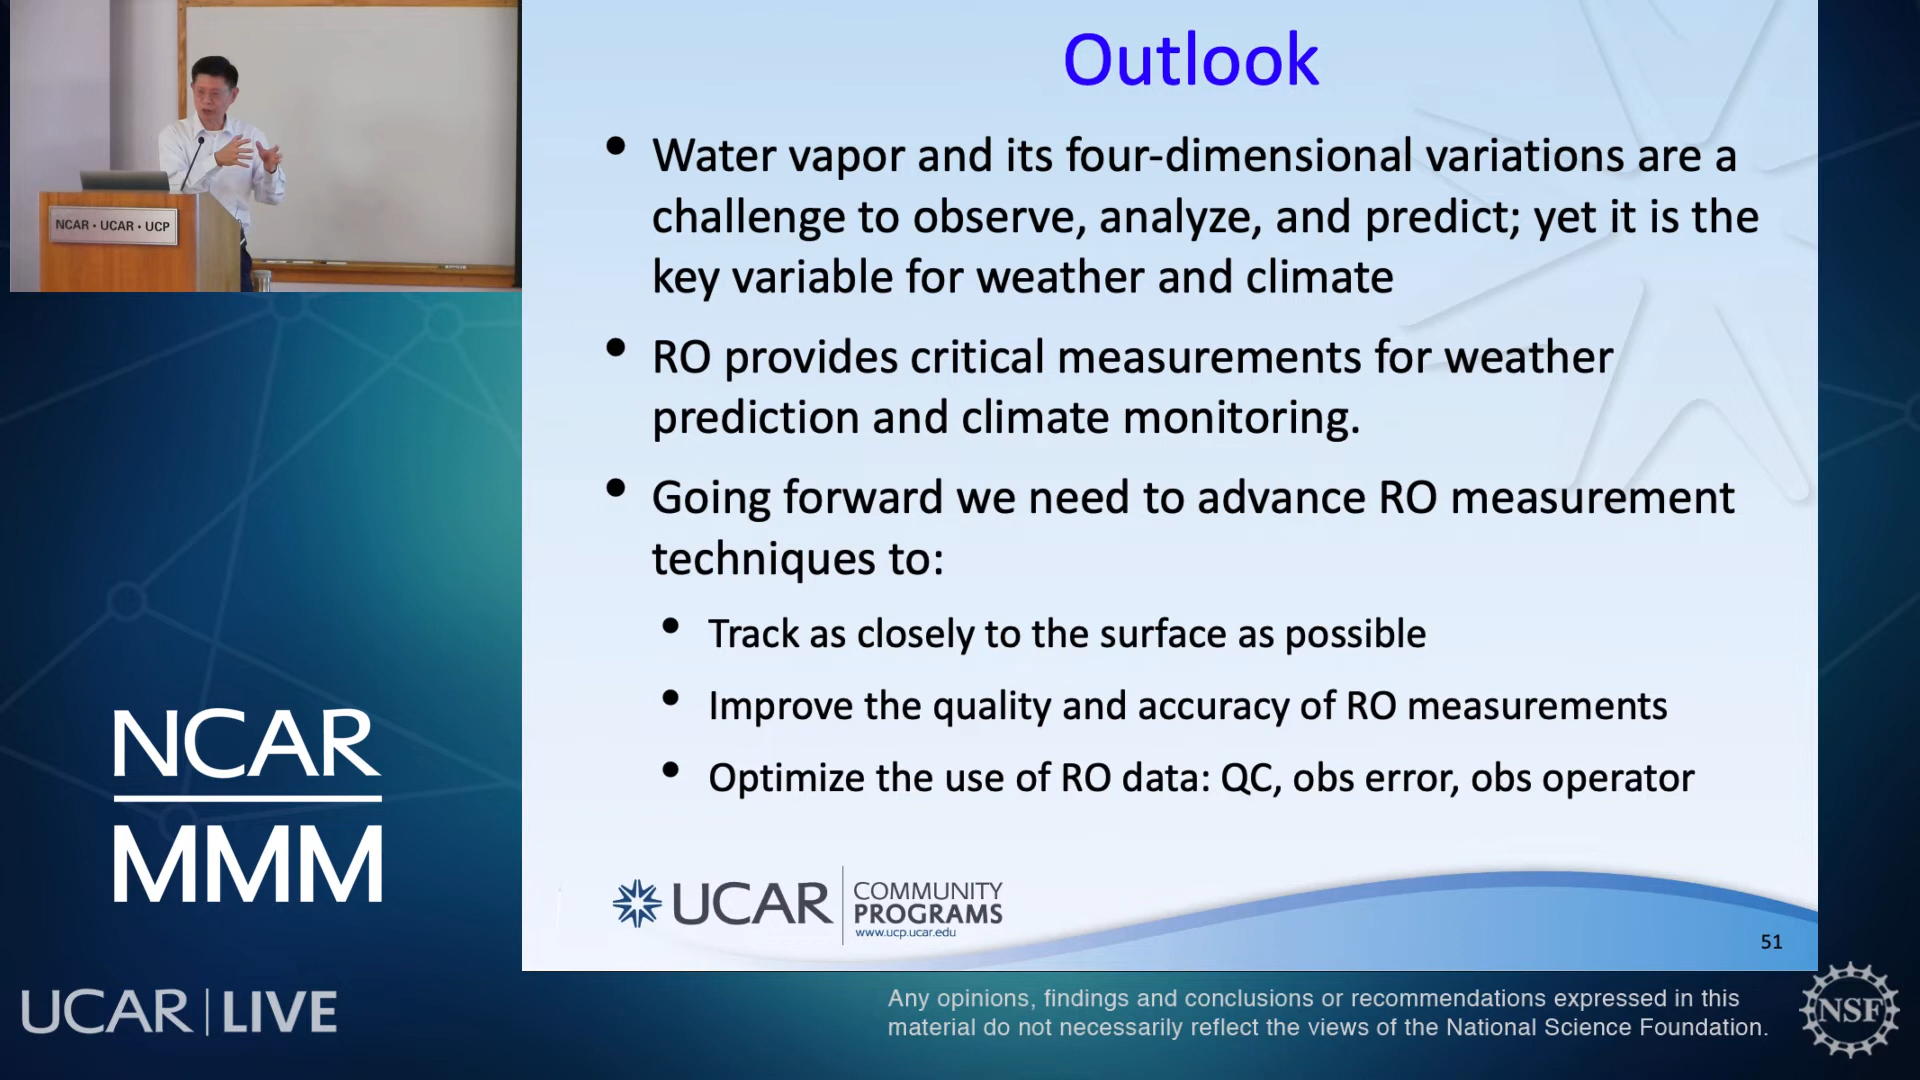 NCAR • UCAR • UCP
Outlook
• Water vapor and its four-dimensional variations are a
challenge to observe, analyze, and predict; yet it is the
key variable for weather and climate
• RO provides critical measurements for weather
prediction and climate monitoring.
• Going forward we need to advance RO measurement
techniques to:
• Track as closely to the surface as possible
• Improve the quality and accuracy of RO measurements
• Optimize the use of RO data: QC, obs error, obs operator
UCAR COMMUNITY
PROGRAMS
www.ucp.ucar.edu
51
NCAR
MMM
UCAR | LIVE
Any opinions, findings and conclusions or recommendations expressed in this
material do not necessarily reflect the views of the National Science Foundation.
NSF